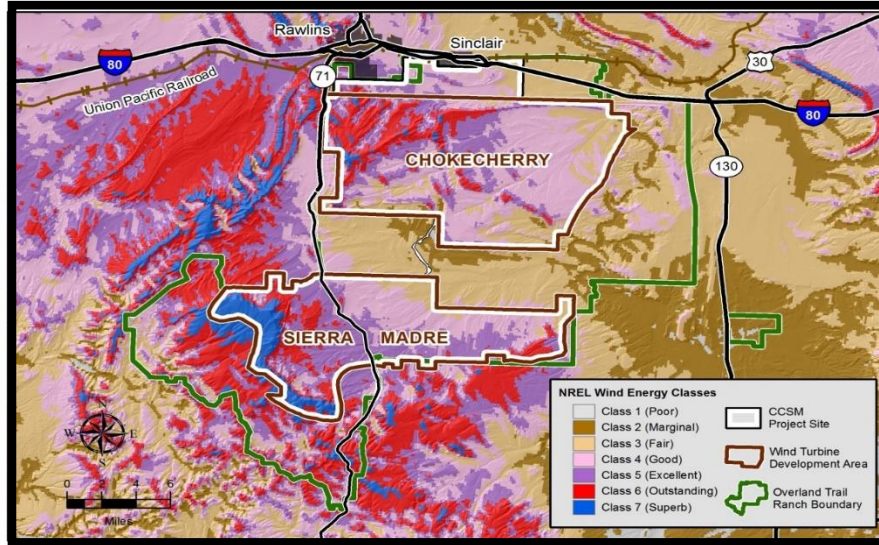 Rawlins
Sinclair
80
71
30
Union Pacific Railroad
80
CHOKECHERRY
130
SIERRA MADRE
NREL Wind Energy Classes
Class 1 (Poor)
Class 2 (Marginal)
Class 3 (Fair)
Class 4 (Good)
Class 5 (Excellent)
Class 6 (Outstanding)
Class 7 (Superb)
CCSM
Project Site
Wind Turbine
Development Area
Overland Trail
Ranch Boundary
N
W E
S
0 2 4 6
Miles